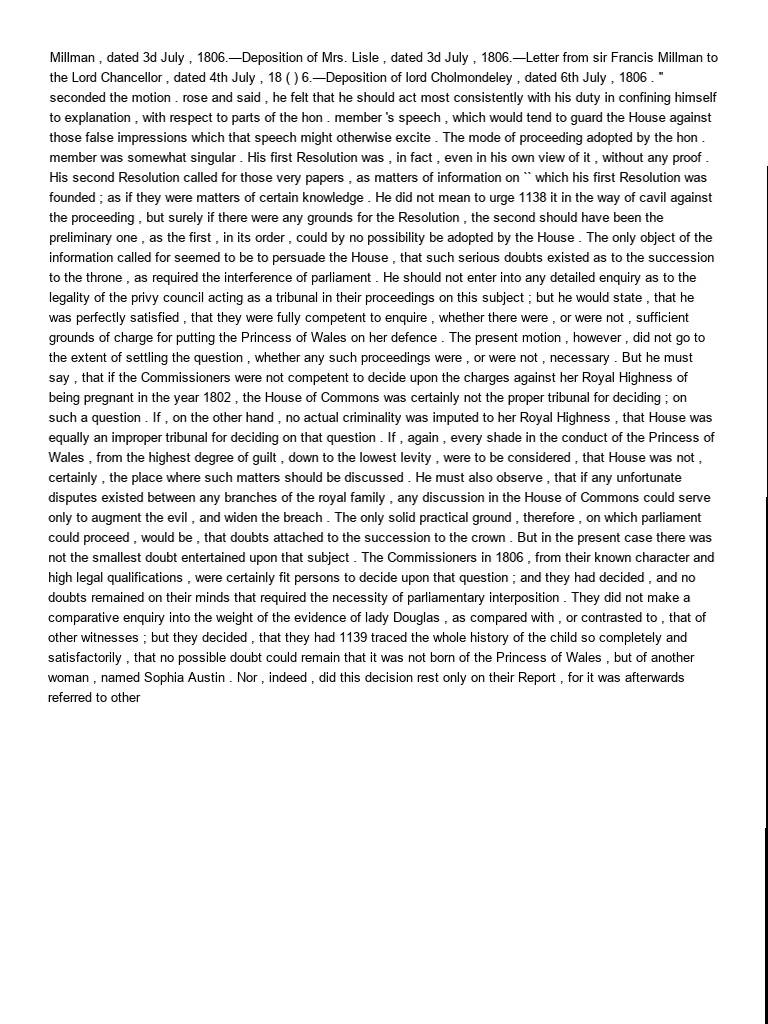 Millman , dated 3d July , 1806.—Deposition of Mrs. Lisle , dated 3d July , 1806.—Letter from sir Francis Millman to
the Lord Chancellor , dated 4th July , 18 ( ) 6.—Deposition of lord Cholmondeley , dated 6th July , 1806 . "
seconded the motion . rose and said , he felt that he should act most consistently with his duty in confining himself
to explanation , with respect to parts of the hon . member 's speech , which would tend to guard the House against
those false impressions which that speech might otherwise excite . The mode of proceeding adopted by the hon .
member was somewhat singular . His first Resolution was , in fact , even in his own view of it , without any proof .
His second Resolution called for those very papers , as matters of information on `` which his first Resolution was
founded ; as if they were matters of certain knowledge . He did not mean to urge 1138 it in the way of cavil against
the proceeding , but surely if there were any grounds for the Resolution , the second should have been the
preliminary one , as the first , in its order , could by no possibility be adopted by the House . The only object of the
information called for seemed to be to persuade the House , that such serious doubts existed as to the succession
to the throne , as required the interference of parliament . He should not enter into any detailed enquiry as to the
legality of the privy council acting as a tribunal in their proceedings on this subject ; but he would state , that he
was perfectly satisfied , that they were fully competent to enquire , whether there were , or were not , sufficient
grounds of charge for putting the Princess of Wales on her defence . The present motion , however , did not go to
the extent of settling the question , whether any such proceedings were , or were not , necessary . But he must
say , that if the Commissioners were not competent to decide upon the charges against her Royal Highness of
being pregnant in the year 1802 , the House of Commons was certainly not the proper tribunal for deciding ; on
such a question . If , on the other hand , no actual criminality was imputed to her Royal Highness , that House was
equally an improper tribunal for deciding on that question . If , again , every shade in the conduct of the Princess of
Wales , from the highest degree of guilt , down to the lowest levity , were to be considered , that House was not ,
certainly , the place where such matters should be discussed . He must also observe , that if any unfortunate
disputes existed between any branches of the royal family , any discussion in the House of Commons could serve
only to augment the evil , and widen the breach . The only solid practical ground , therefore , on which parliament
could proceed , would be , that doubts attached to the succession to the crown . But in the present case there was
not the smallest doubt entertained upon that subject . The Commissioners in 1806 , from their known character and
high legal qualifications , were certainly fit persons to decide upon that question ; and they had decided , and no
doubts remained on their minds that required the necessity of parliamentary interposition . They did not make a
comparative enquiry into the weight of the evidence of lady Douglas , as compared with , or contrasted to , that of
other witnesses ; but they decided , that they had 1139 traced the whole history of the child so completely and
satisfactorily , that no possible doubt could remain that it was not born of the Princess of Wales , but of another
woman , named Sophia Austin . Nor , indeed , did this decision rest only on their Report , for it was afterwards
referred to other